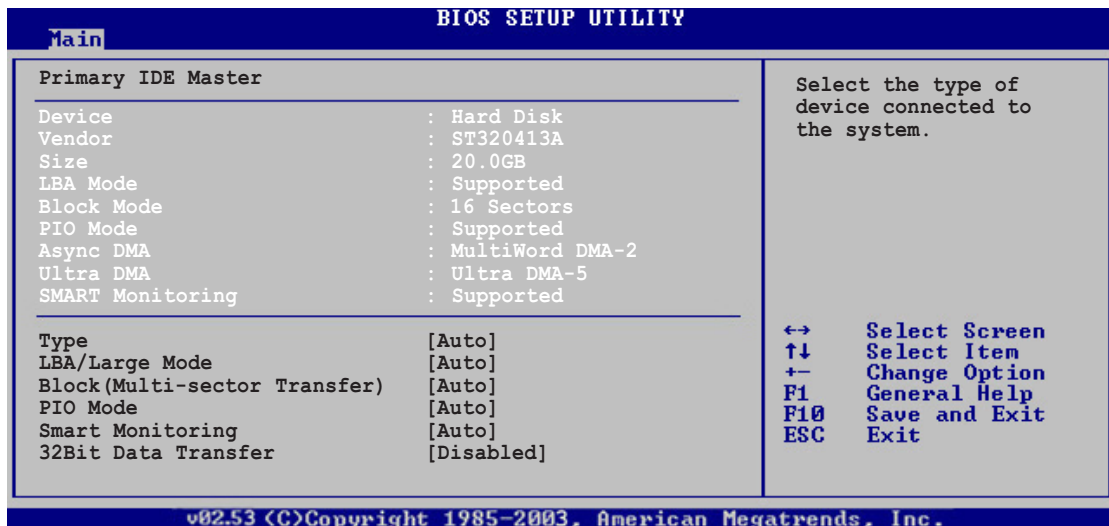 BIOS SETUP UTILITY
Main
Primary IDE Master
Device : Hard Disk
Vendor : ST320413A
Size : 20.0GB
LBA Mode : Supported
Block Mode : 16 Sectors
PIO Mode : Supported
Async DMA : MultiWord DMA-2
Ultra DMA : Ultra DMA-5
SMART Monitoring : Supported
Type [Auto]
LBA/Large Mode [Auto]
Block(Multi-sector Transfer) [Auto]
PIO Mode [Auto]
Smart Monitoring [Auto]
32Bit Data Transfer [Disabled]
Select the type of
device connected to
the system.
←→ Select Screen
↑↓ Select Item
+- Change Option
F1 General Help
F10 Save and Exit
ESC Exit
v02.53 (C)Copyright 1985-2003, American Megatrends, Inc.